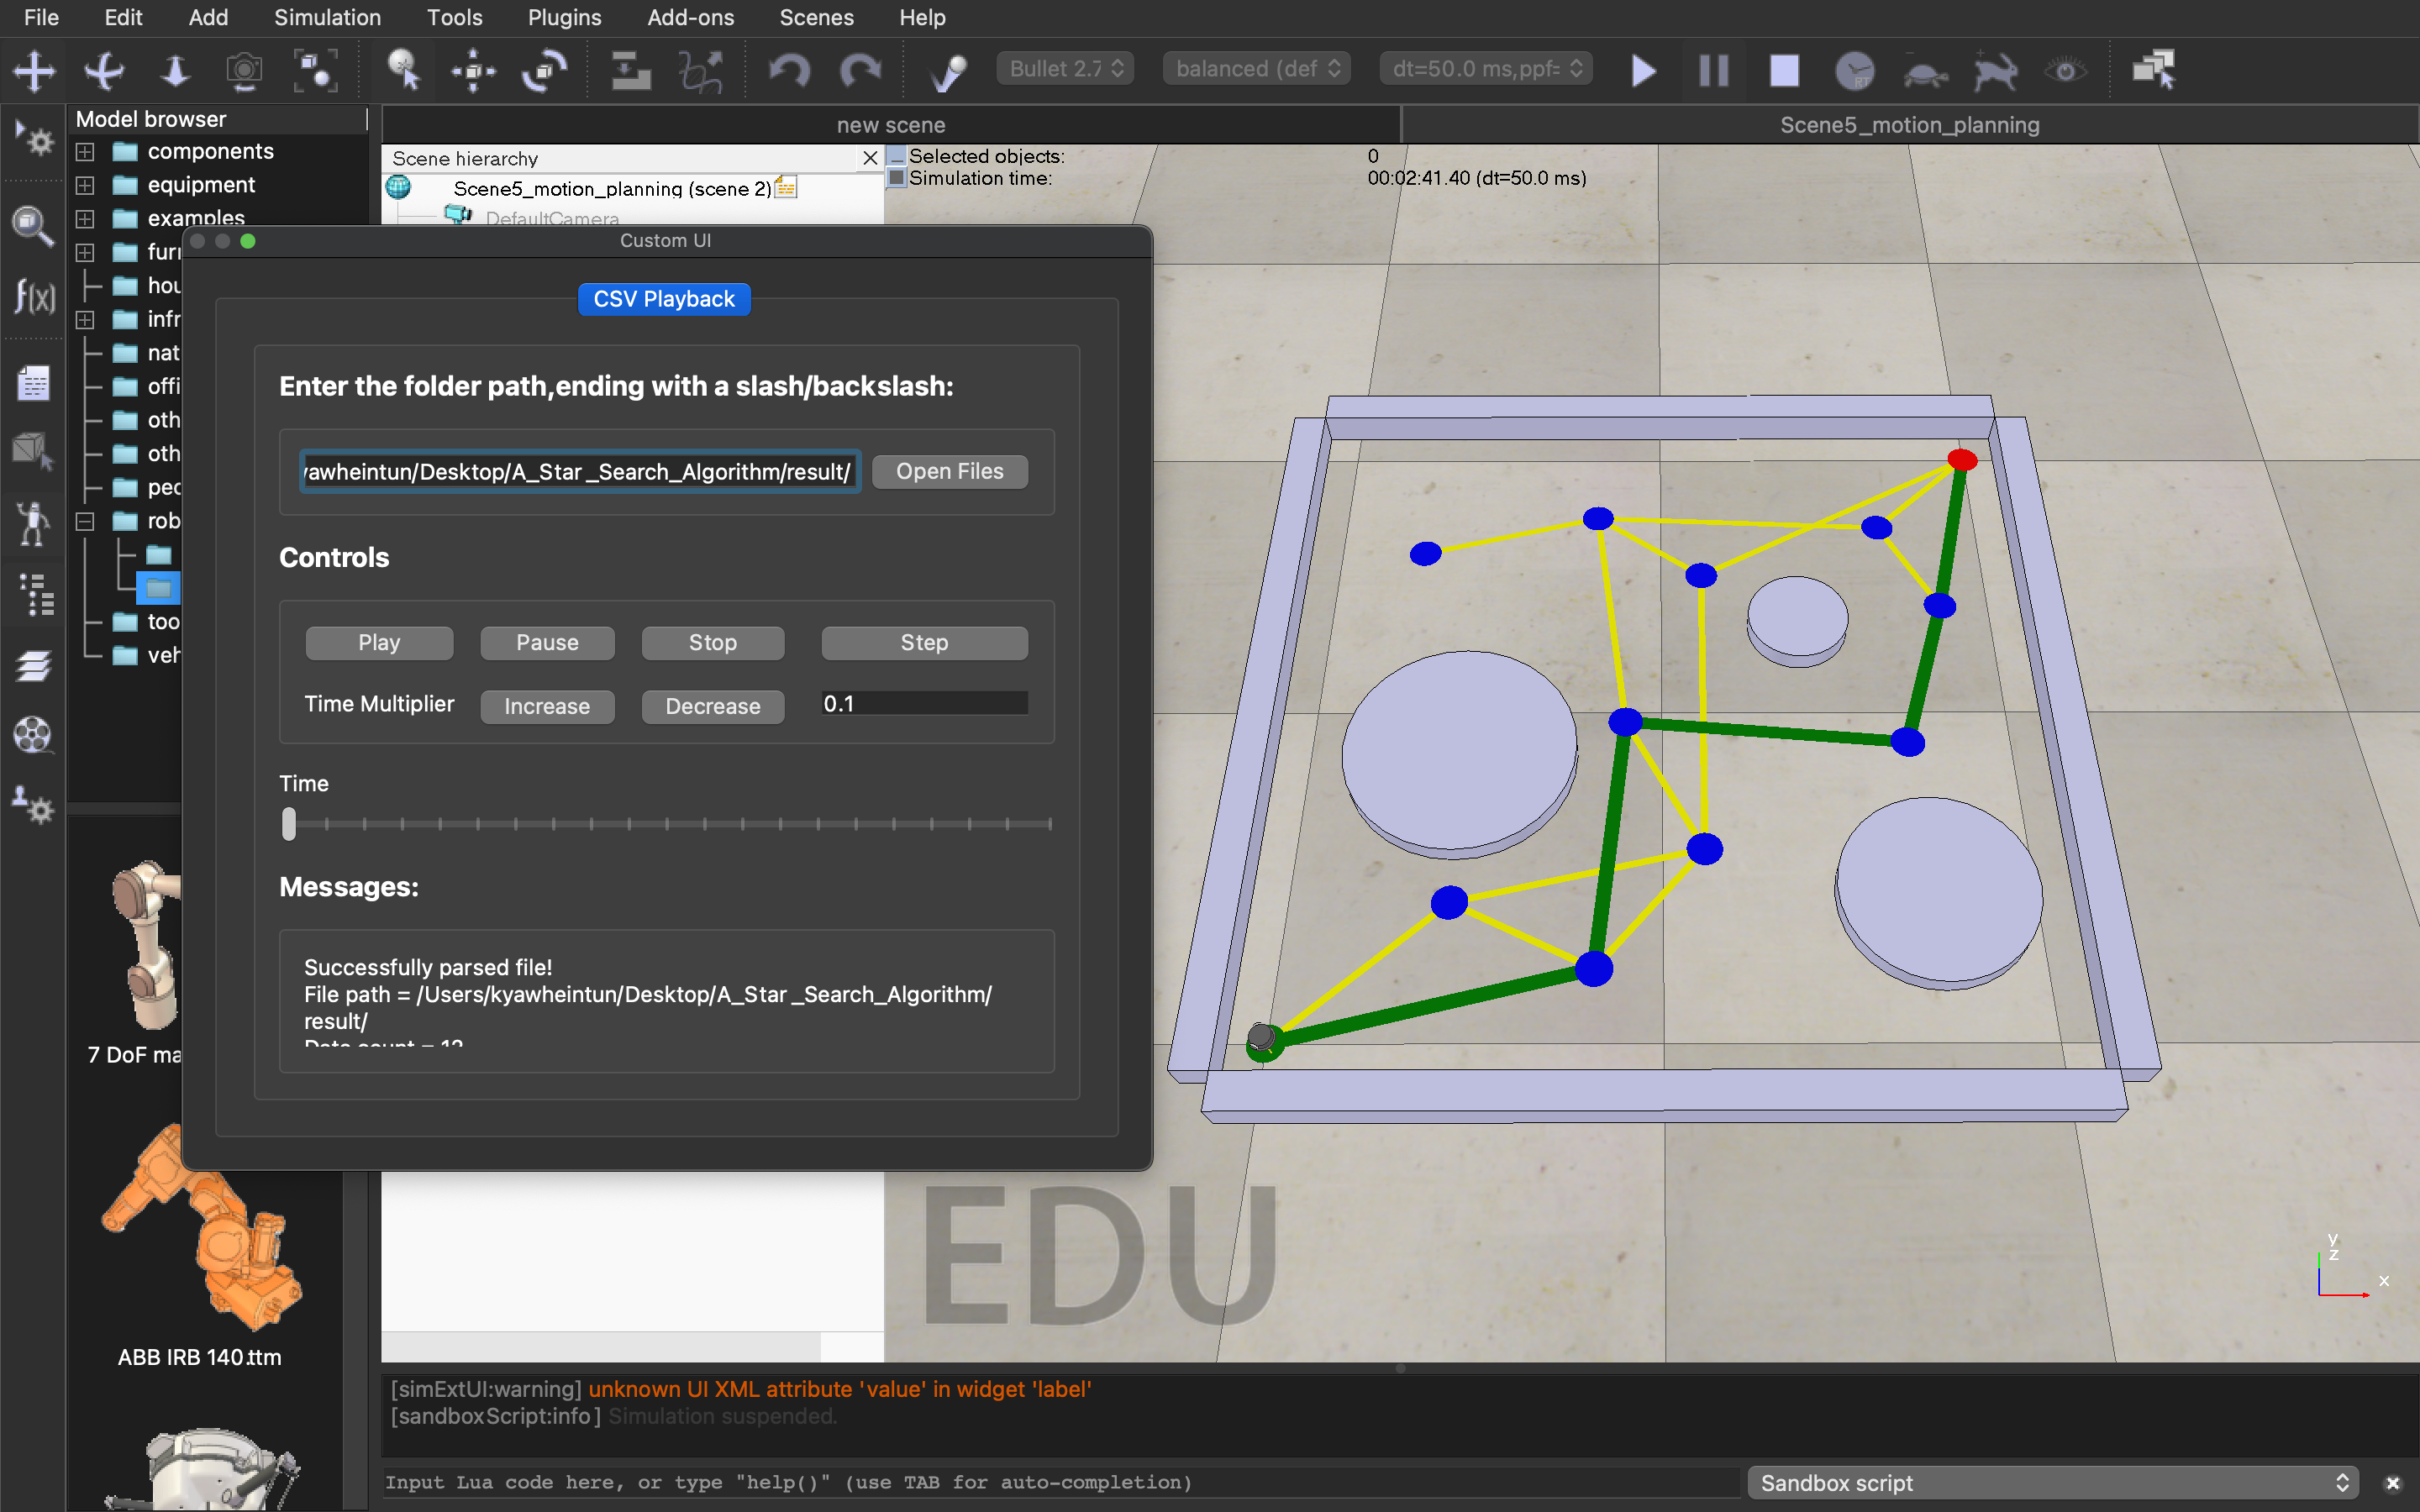 File Edit Add Simulation Tools Plugins Add-ons Scenes Help
Bullet 2.7 balanced (def dt=50.0 ms,ppf=
RT
f(x)
Model browser
components
equipment
examples
furr
hou
infr
nat
offi
oth
oth
rob
too
veh
7 DoF ma
ABB IRB 140.ttm
new scene
Scene5_motion_planning
Scene hierarchy
Scene5_motion_planning (scene 2)
DefaultCamera
Selected objects: 0
Simulation time: 00:02:41.40 (dt=50.0 ms)
Custom UI
CSV Playback
Enter the folder path,ending with a slash/backslash:
yawheintun/Desktop/A_Star_Search_Algorithm/result/
Open Files
Controls
Play Pause Stop Step
Time Multiplier Increase Decrease 0.1
Time
Messages:
Successfully parsed file!
File path = /Users/kyawheintun/Desktop/A_Star_Search_Algorithm/
result/
Data count = 12
EDU
y
z
x
[simExtUI:warning] unknown UI XML attribute 'value' in widget 'label'
[sandboxScript:info] Simulation suspended.
Input Lua code here, or type "help()" (use TAB for auto-completion)
Sandbox script